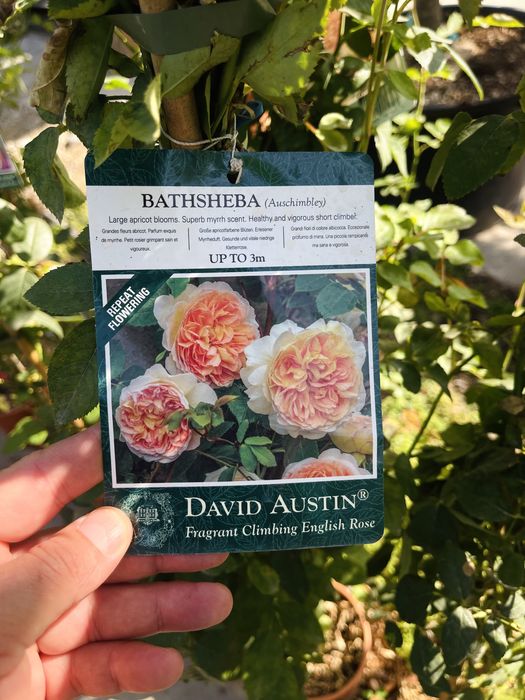 BATHSHEBA (Auschimbley)
Large apricot blooms. Superb myrrh scent. Healthy and vigorous short climber.
Grandes fleurs abricot. Parfum exquis de myrrhe. Petit rosier grimpant sain et vigoureux.
Große apricotfarbene Blüten. Erlesener Myrrheduft. Gesunde und vitale niedrige Kletterrose.
Grandi fiori di colore albicocca. Eccezionale profumo di mirra. Una piccola rampicante ma sana e vigorosa.
UP TO 3m
REPEAT
FLOWERING
DAVID AUSTIN®
Fragrant Climbing English Rose